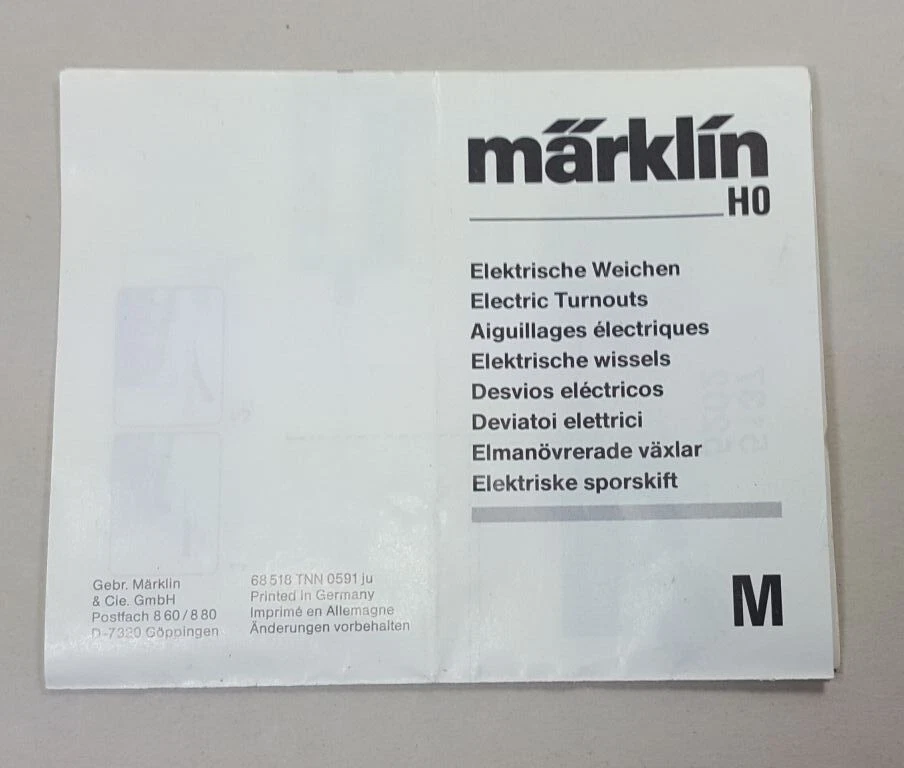 märklin
H0
Elektrische Weichen
Electric Turnouts
Aiguillages électriques
Elektrische wissels
Desvios eléctricos
Deviatoi elettrici
Elmanövrerade växlar
Elektriske sporskift
M
Gebr. Märklin
& Cie. GmbH
Postfach 8 60 / 8 80
D-7320 Göppingen
68 518 TNN 0591 ju
Printed in Germany
Imprimé en Allemagne
Änderungen vorbehalten